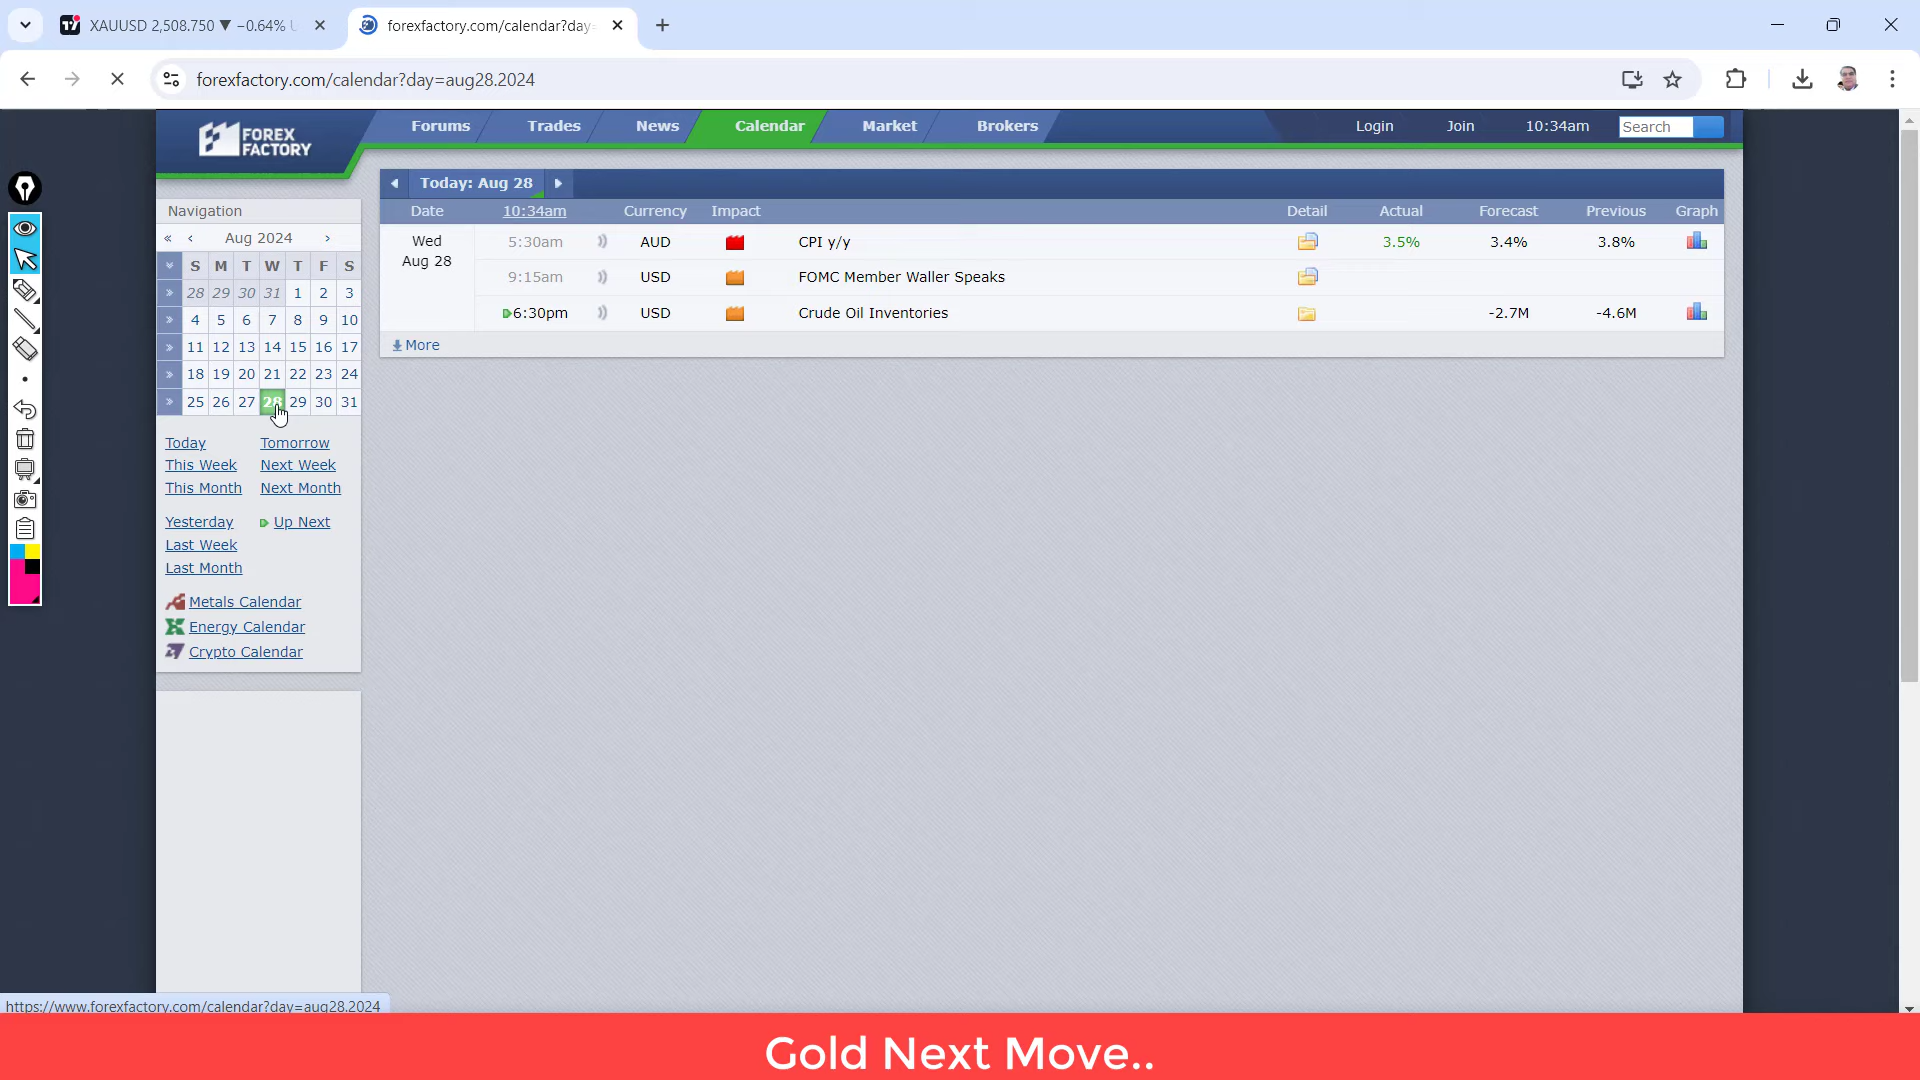 XAUUSD 2,508.750 ▼ −0.64% U
forexfactory.com/calendar?day=
forexfactory.com/calendar?day=aug28.2024
FOREX
FACTORY
Forums Trades News Calendar Market Brokers Login Join 10:34am Search
Today: Aug 28
Date 10:34am Currency Impact Detail Actual Forecast Previous Graph
Wed
Aug 28
5:30am AUD CPI y/y 3.5% 3.4% 3.8%
9:15am USD FOMC Member Waller Speaks
6:30pm USD Crude Oil Inventories -2.7M -4.6M
More
Navigation
« ‹ Aug 2024 ›
S M T W T F S
» 28 29 30 31 1 2 3
» 4 5 6 7 8 9 10
» 11 12 13 14 15 16 17
» 18 19 20 21 22 23 24
» 25 26 27 28 29 30 31
Today Tomorrow
This Week Next Week
This Month Next Month
Yesterday Up Next
Last Week
Last Month
Metals Calendar
Energy Calendar
Crypto Calendar
https://www.forexfactory.com/calendar?day=aug28.2024
Gold Next Move..